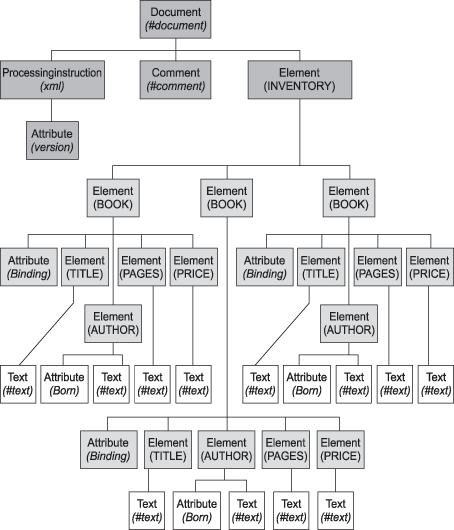 Document
(#document)
Processinginstruction
(xml)
Comment
(#comment)
Element
(INVENTORY)
Attribute
(version)
Element
(BOOK)
Element
(BOOK)
Element
(BOOK)
Attribute
(Binding)
Element
(TITLE)
Element
(PAGES)
Element
(PRICE)
Attribute
(Binding)
Element
(TITLE)
Element
(PAGES)
Element
(PRICE)
Element
(AUTHOR)
Element
(AUTHOR)
Text
(#text)
Attribute
(Born)
Text
(#text)
Text
(#text)
Text
(#text)
Text
(#text)
Attribute
(Born)
Text
(#text)
Text
(#text)
Text
(#text)
Attribute
(Binding)
Element
(TITLE)
Element
(AUTHOR)
Element
(PAGES)
Element
(PRICE)
Text
(#text)
Attribute
(Born)
Text
(#text)
Text
(#text)
Text
(#text)